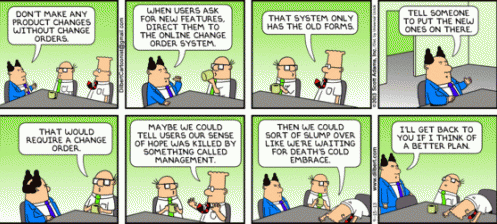 DON'T MAKE ANY
PRODUCT CHANGES
WITHOUT CHANGE
ORDERS.
WHEN USERS ASK
FOR NEW FEATURES,
DIRECT THEM TO
THE ONLINE CHANGE
ORDER SYSTEM.
THAT SYSTEM ONLY
HAS THE OLD FORMS.
TELL SOMEONE
TO PUT THE NEW
ONES ON THERE.
DilbertCartoonist@gmail.com
THAT WOULD
REQUIRE A CHANGE
ORDER.
MAYBE WE COULD
TELL USERS OUR SENSE
OF HOPE WAS KILLED BY
SOMETHING CALLED
MANAGEMENT.
THEN WE COULD
SORT OF SLUMP OVER
LIKE WE'RE WAITING
FOR DEATH'S COLD
EMBRACE.
I'LL GET BACK TO
YOU IF I THINK OF
A BETTER PLAN.
www.dilbert.com